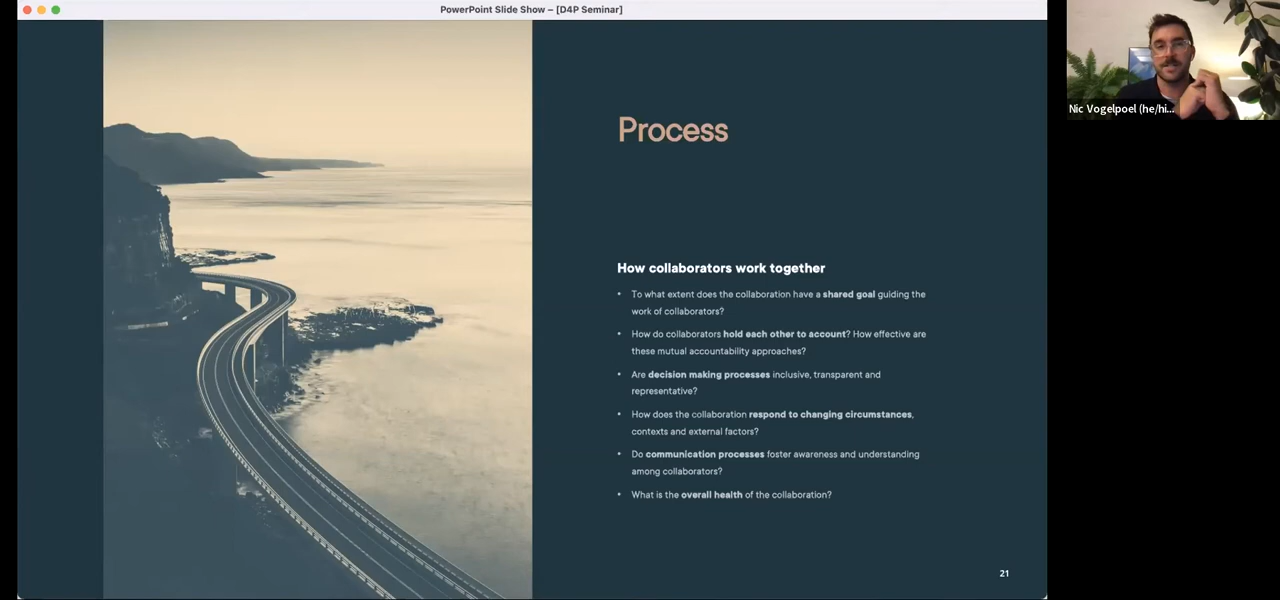 PowerPoint Slide Show – [D4P Seminar]
Nic Vogelpoel (he/hi...
Process
How collaborators work together
• To what extent does the collaboration have a shared goal guiding the
work of collaborators?
• How do collaborators hold each other to account? How effective are
these mutual accountability approaches?
• Are decision making processes inclusive, transparent and
representative?
• How does the collaboration respond to changing circumstances,
contexts and external factors?
• Do communication processes foster awareness and understanding
among collaborators?
• What is the overall health of the collaboration?
21